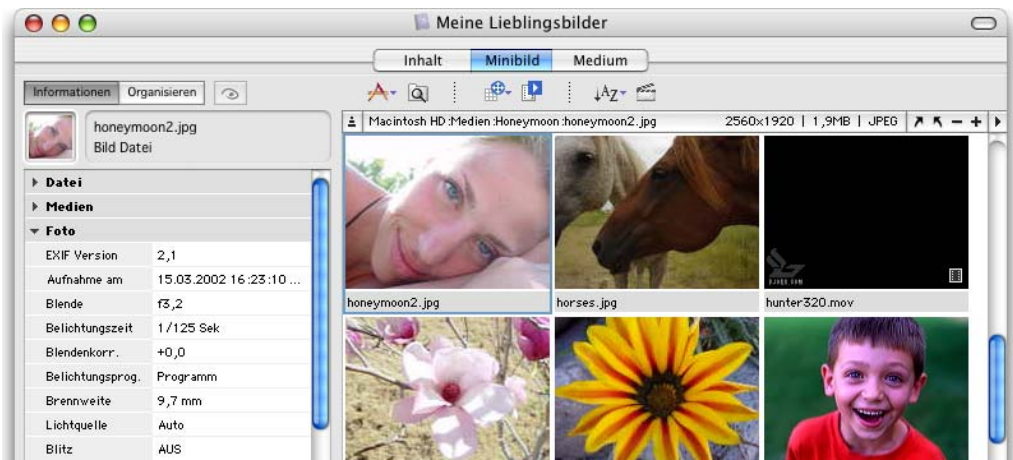 Meine Lieblingsbilder
Inhalt Minibild Medium
Informationen Organisieren
honeymoon2.jpg
Bild Datei
Macintosh HD:Medien:Honeymoon:honeymoon2.jpg 2560x1920 | 1,9MB | JPEG
Datei
Medien
Foto
EXIF Version 2,1
Aufnahme am 15.03.2002 16:23:10 ...
Blende f3,2
Belichtungszeit 1/125 Sek
Blendenkorr. +0,0
Belichtungsprog. Programm
Brennweite 9,7 mm
Lichtquelle Auto
Blitz AUS
honeymoon2.jpg horses.jpg hunter320.mov